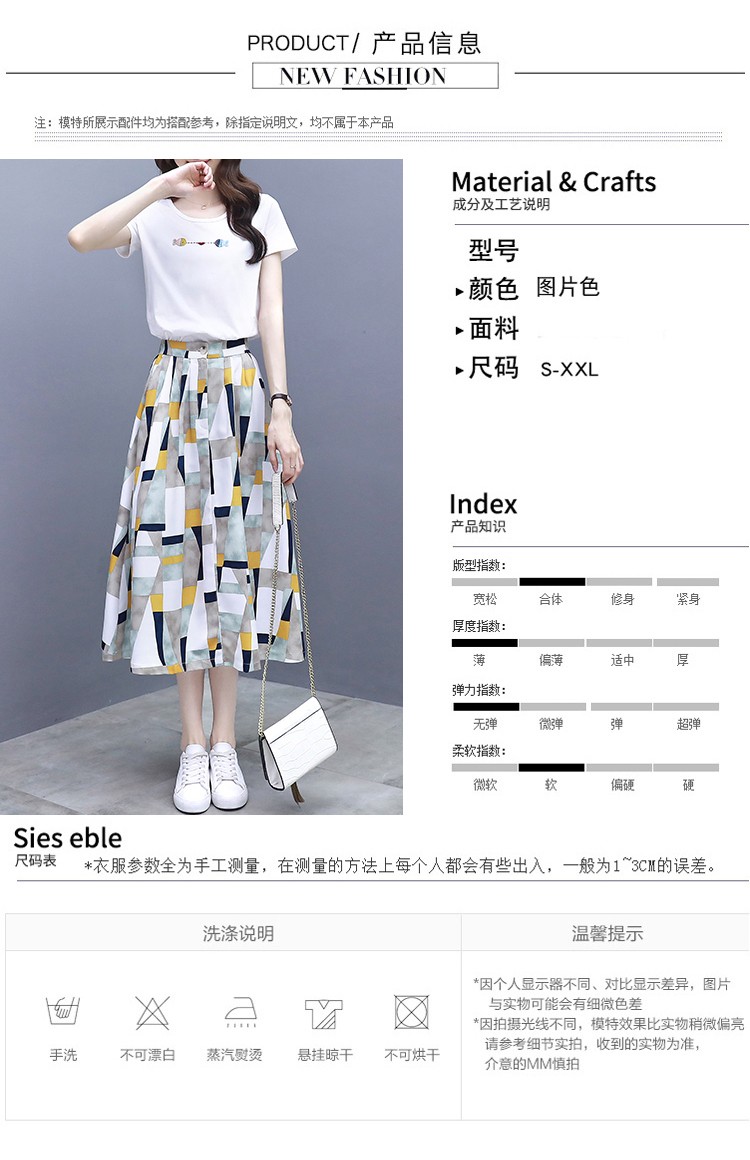 PRODUCT/ 产品信息
NEW FASHION
注：模特所展示配件均为搭配参考，除指定说明文，均不属于本产品
Material & Crafts
成分及工艺说明
型号
▸颜色 图片色
▸面料
▸尺码 S-XXL
Index
产品知识
版型指数：
宽松 合体 修身 紧身
厚度指数：
薄 偏薄 适中 厚
弹力指数：
无弹 微弹 弹 超弹
柔软指数：
微软 软 偏硬 硬
Sies eble
尺码表 *衣服参数全为手工测量，在测量的方法上每个人都会有些出入，一般为1~3CM的误差。
洗涤说明 温馨提示
手洗 不可漂白 蒸汽熨烫 悬挂晾干 不可烘干
*因个人显示器不同、对比显示差异，图片
与实物可能会有细微色差
*因拍摄光线不同，模特效果比实物稍微偏亮
请参考细节实拍，收到的实物为准，
介意的MM慎拍